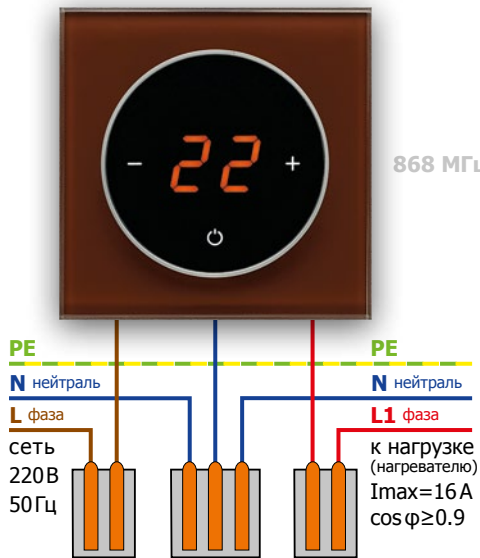 − 22 +
868 МГц
PE PE
N нейтраль N нейтраль
L фаза L1 фаза
сеть
220В
50Гц
к нагрузке
(нагревателю)
Imax=16А
cosφ≥0.9